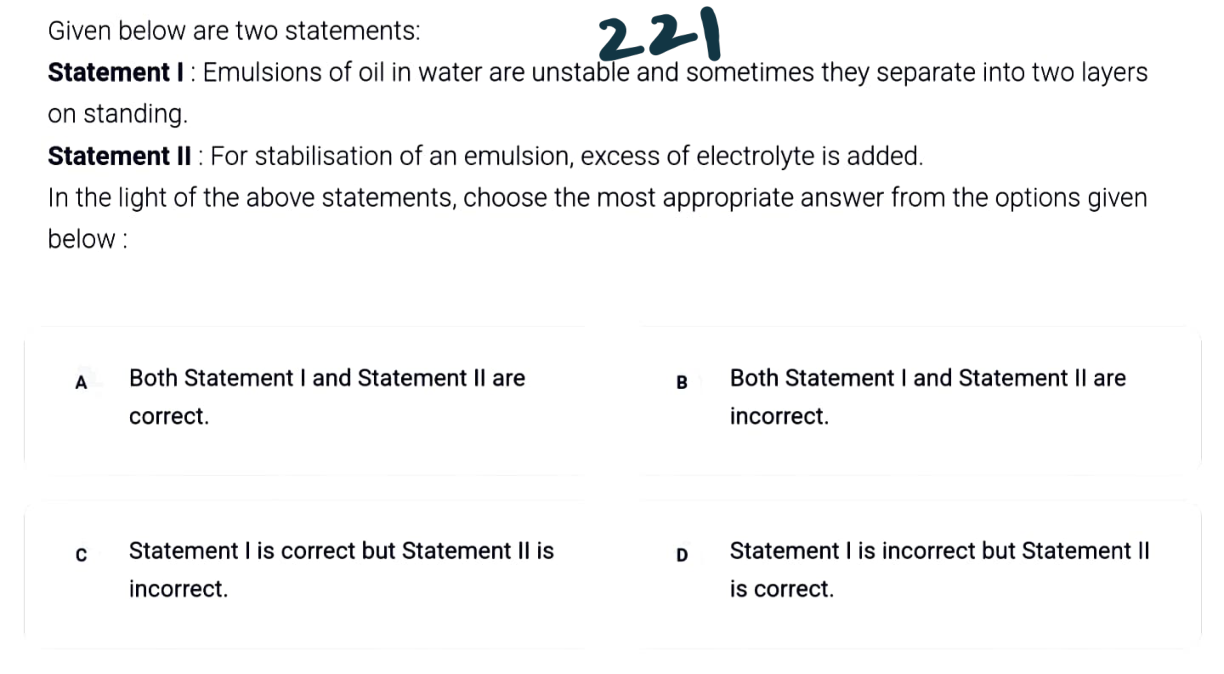 Given below are two statements:
221
Statement I : Emulsions of oil in water are unstable and sometimes they separate into two layers
on standing.
Statement II : For stabilisation of an emulsion, excess of electrolyte is added.
In the light of the above statements, choose the most appropriate answer from the options given
below :
A Both Statement I and Statement II are
correct.
B Both Statement I and Statement II are
incorrect.
C Statement I is correct but Statement II is
incorrect.
D Statement I is incorrect but Statement II
is correct.